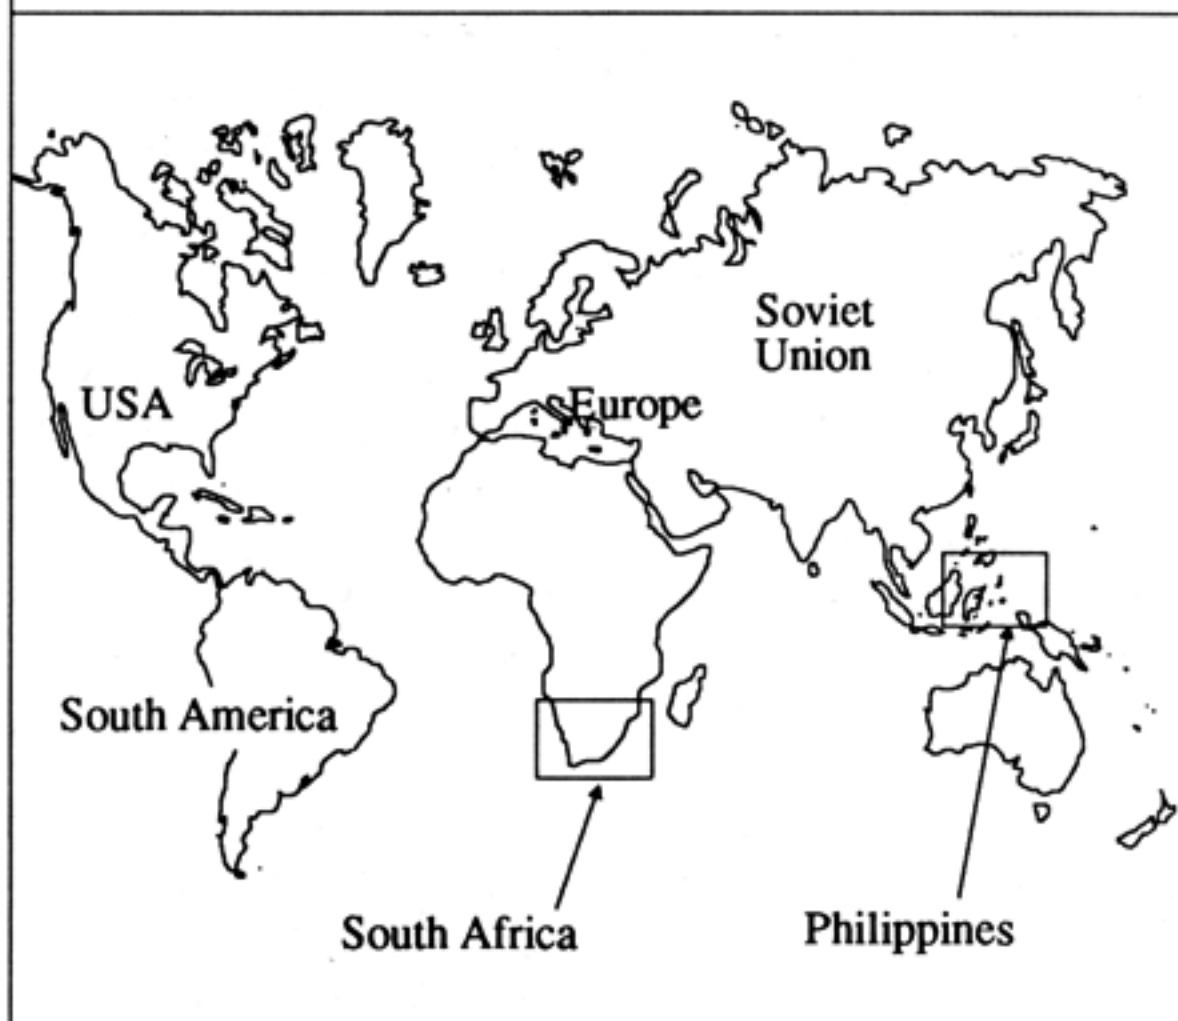 Soviet
Union
USA
Europe
South America
South Africa
Philippines